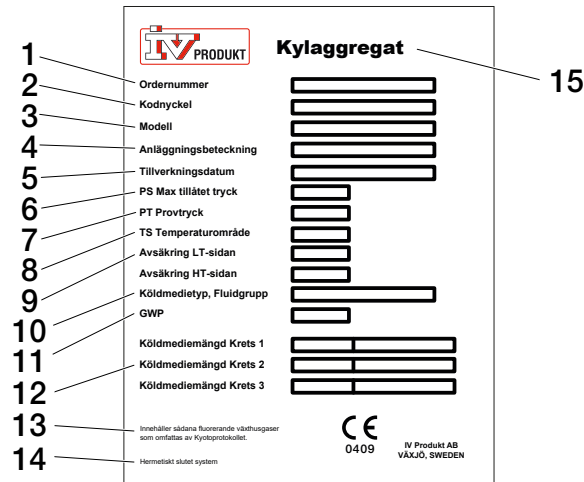 IV PRODUKT
Kylaggregat
15
1 Ordernummer
2 Kodnyckel
3 Modell
4 Anläggningsbeteckning
5 Tillverkningsdatum
6 PS Max tillåtet tryck
7 PT Provtryck
8 TS Temperaturområde
9 Avsäkring LT-sidan
Avsäkring HT-sidan
10 Köldmedietyp, Fluidgrupp
11 GWP
Köldmediemängd Krets 1
12 Köldmediemängd Krets 2
Köldmediemängd Krets 3
13 Innehåller sådana fluorerande växthusgaser
som omfattas av Kyotoprotokollet.
14 Hermetiskt slutet system
CE
0409
IV Produkt AB
VÄXJÖ, SWEDEN